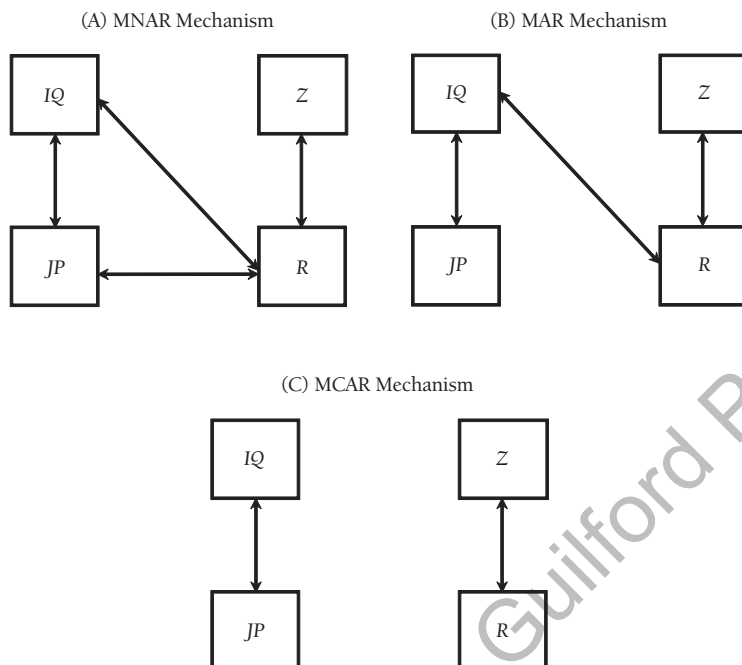 (A) MNAR Mechanism
(B) MAR Mechanism
IQ
Z
IQ
Z
JP
R
JP
R
(C) MCAR Mechanism
IQ
Z
JP
R
Guilford P